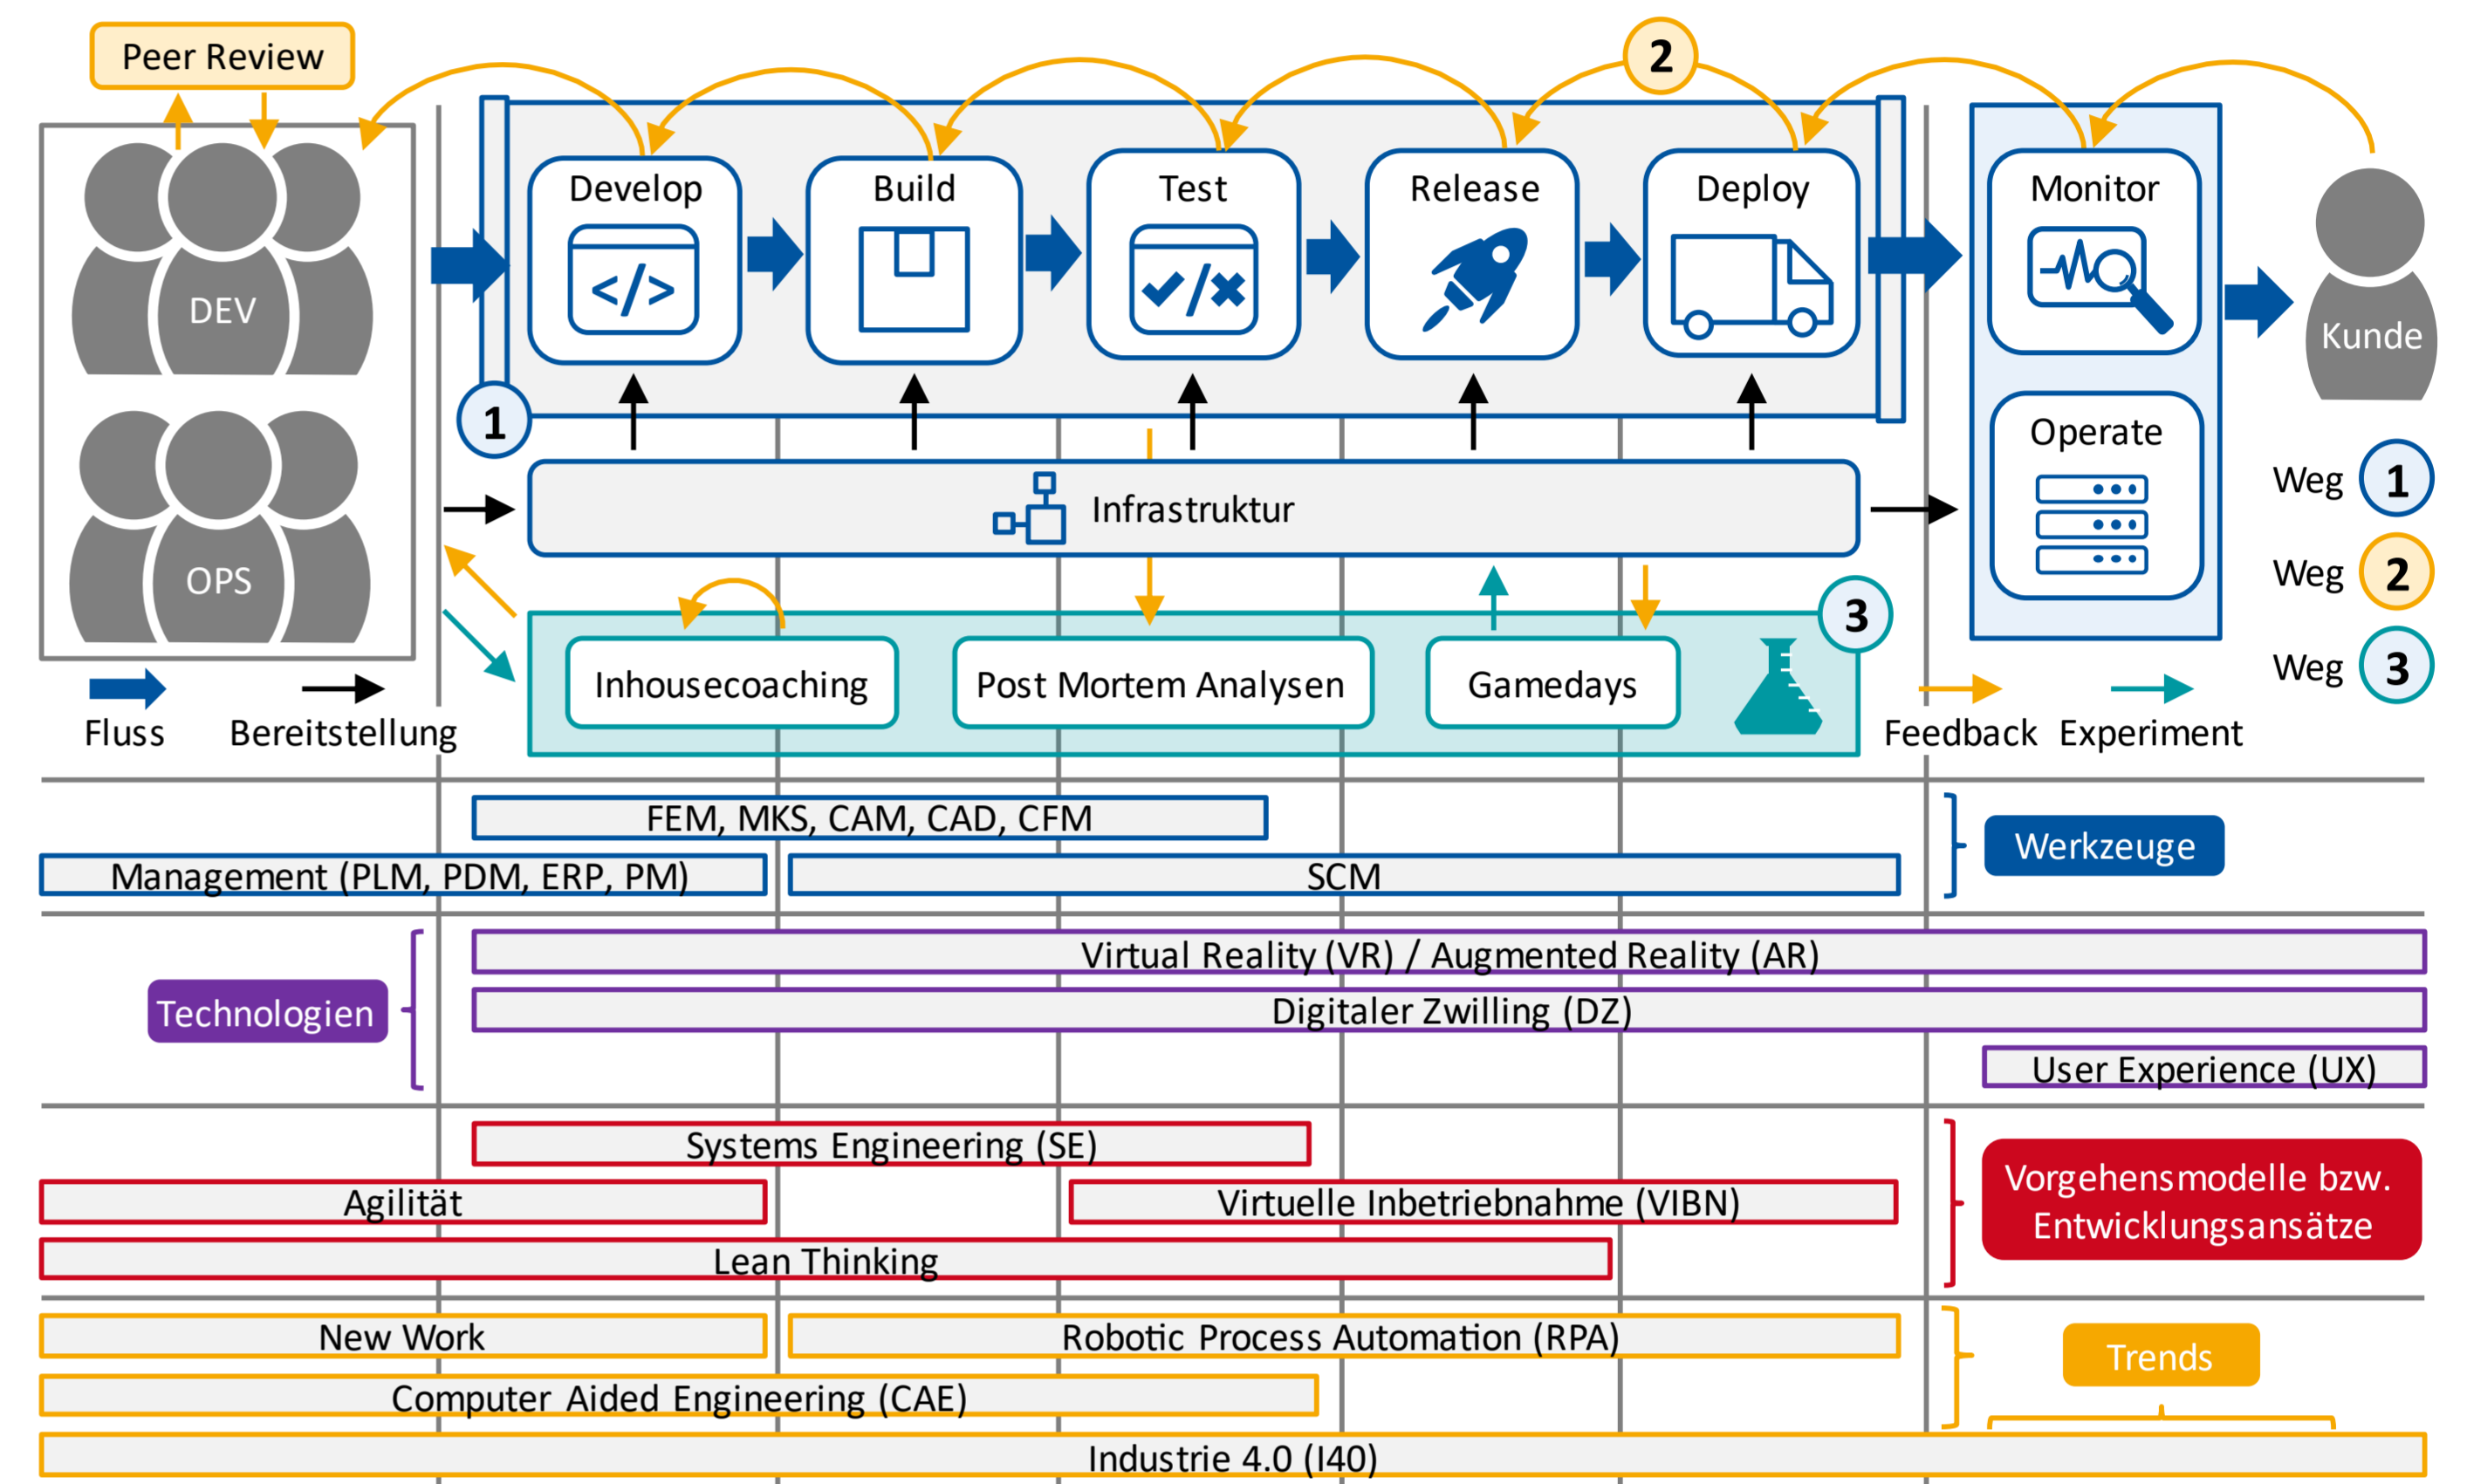 Peer Review
2
Develop
Build
Test
Release
Deploy
Monitor
</>
DEV
Kunde
1
Operate
Weg 1
Infrastruktur
OPS
Weg 2
3
Inhousecoaching
Post Mortem Analysen
Gamedays
Weg 3
Fluss
Bereitstellung
Feedback
Experiment
FEM, MKS, CAM, CAD, CFM
Werkzeuge
Management (PLM, PDM, ERP, PM)
SCM
Virtual Reality (VR) / Augmented Reality (AR)
Technologien
Digitaler Zwilling (DZ)
User Experience (UX)
Systems Engineering (SE)
Vorgehensmodelle bzw.
Entwicklungsansätze
Agilität
Virtuelle Inbetriebnahme (VIBN)
Lean Thinking
New Work
Robotic Process Automation (RPA)
Trends
Computer Aided Engineering (CAE)
Industrie 4.0 (I40)